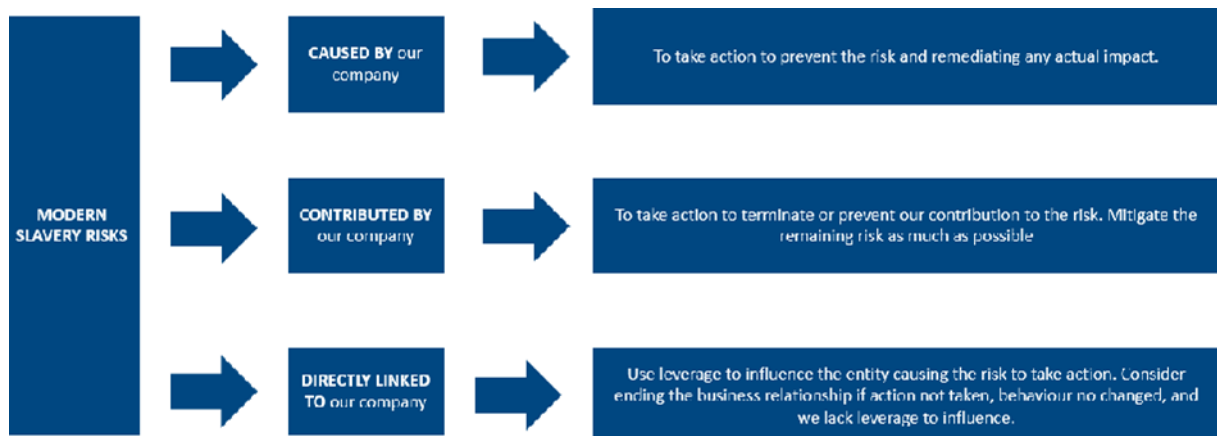 MODERN
SLAVERY RISKS
CAUSED BY our
company
To take action to prevent the risk and remediating any actual impact.
CONTRIBUTED BY
our company
To take action to terminate or prevent our contribution to the risk. Mitigate the
remaining risk as much as possible
DIRECTLY LINKED
TO our company
Use leverage to influence the entity causing the risk to take action. Consider
ending the business relationship if action not taken, behaviour no changed, and
we lack leverage to influence.